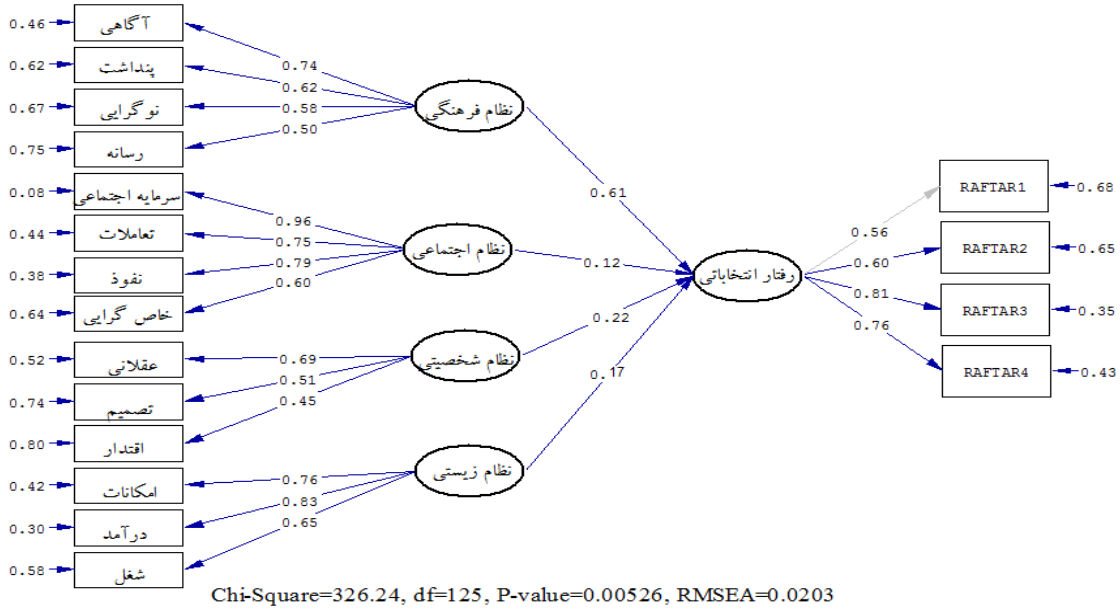 0.46 آگاهی
0.62 پنداشت
0.67 نوگرایی
0.75 رسانه
0.08 سرمایه اجتماعی
0.44 تعاملات
0.38 نفوذ
0.64 خاص گرایی
0.52 عقلانی
0.74 تصمیم
0.80 اقتدار
0.42 امکانات
0.30 درآمد
0.58 شغل
0.74
0.62
0.58
0.50
0.96
0.75
0.79
0.60
0.69
0.51
0.45
0.76
0.83
0.65
نظام فرهنگی
نظام اجتماعی
نظام شخصیتی
نظام زیستی
0.61
0.12
0.22
0.17
رفتار انتخاباتی
0.56
0.60
0.81
0.76
RAFTAR1 0.68
RAFTAR2 0.65
RAFTAR3 0.35
RAFTAR4 0.43
Chi-Square=326.24, df=125, P-value=0.00526, RMSEA=0.0203